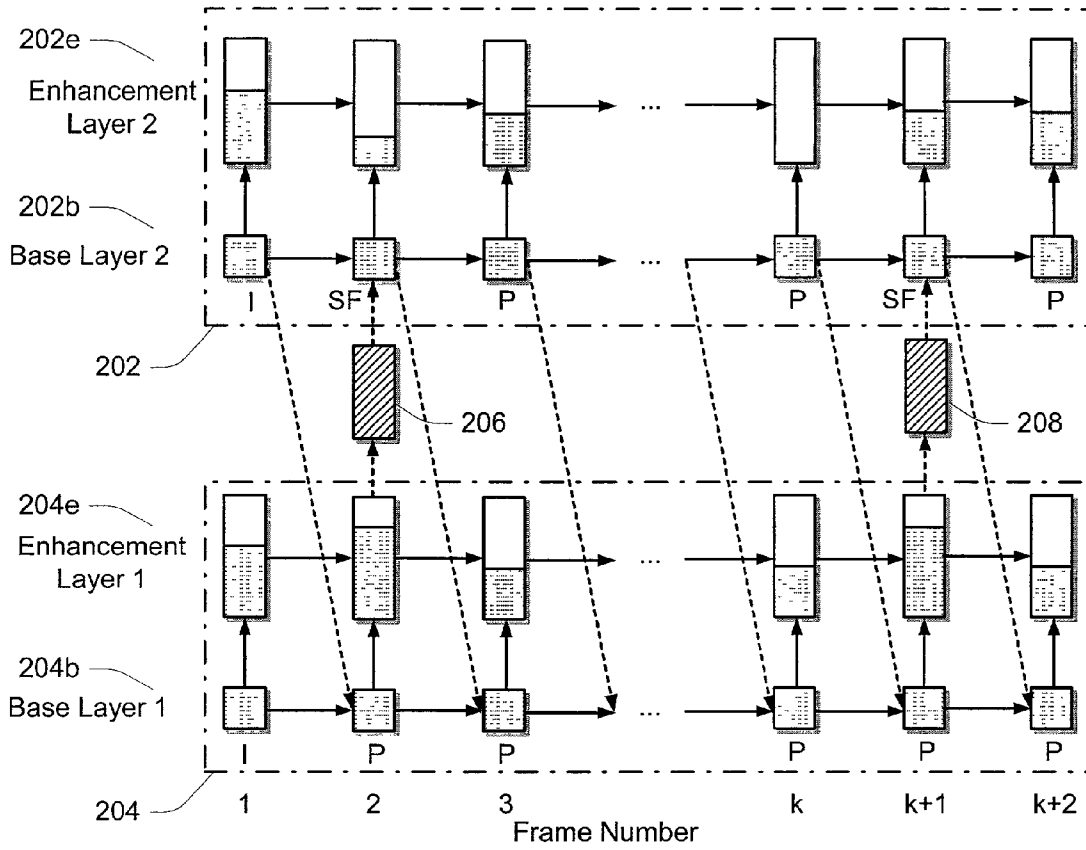 202e
Enhancement
Layer 2
...
202b
Base Layer 2
...
I SF P P SF P
202
206
208
204e
Enhancement
Layer 1
...
204b
Base Layer 1
...
I P P P P P
204
1 2 3 k k+1 k+2
Frame Number